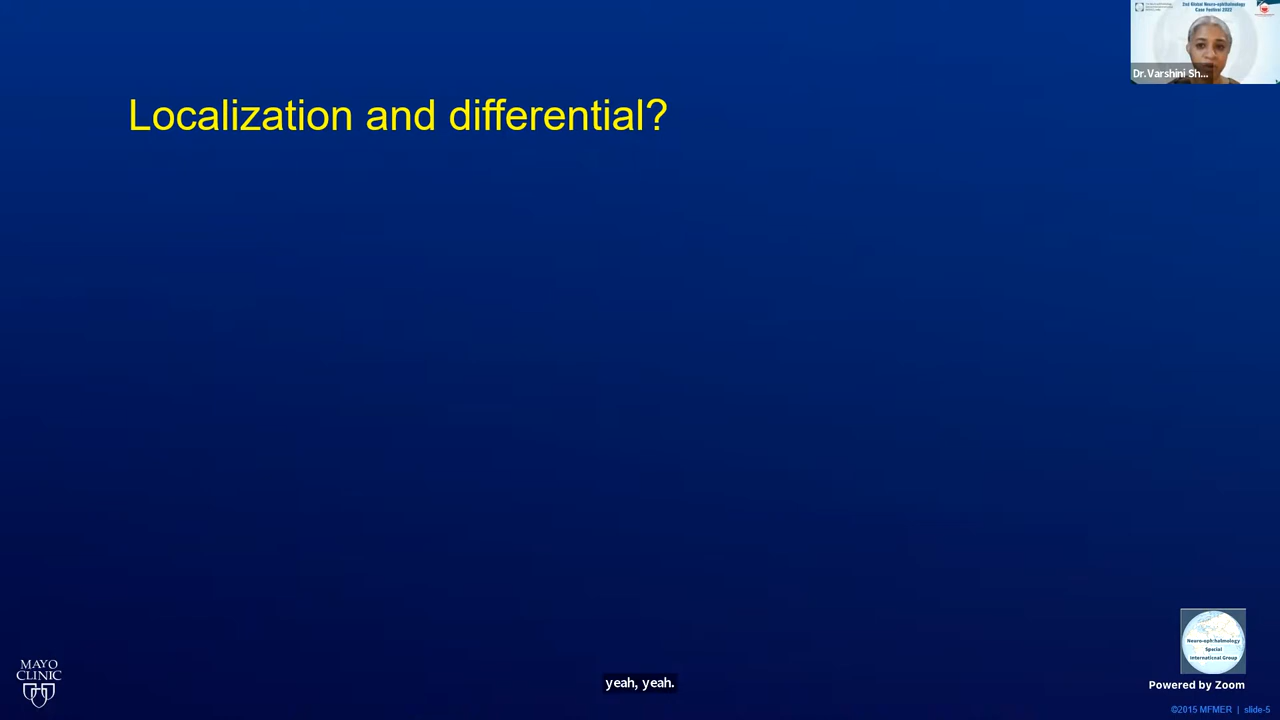 2nd Global Neuro-ophthalmology
Case Festival 2022
Dr. Varshini Sh...
Localization and differential?
Neuro-ophthalmology
Special
International Group
MAYO
CLINIC
yeah, yeah.
Powered by Zoom
©2015 MFMER | slide-5